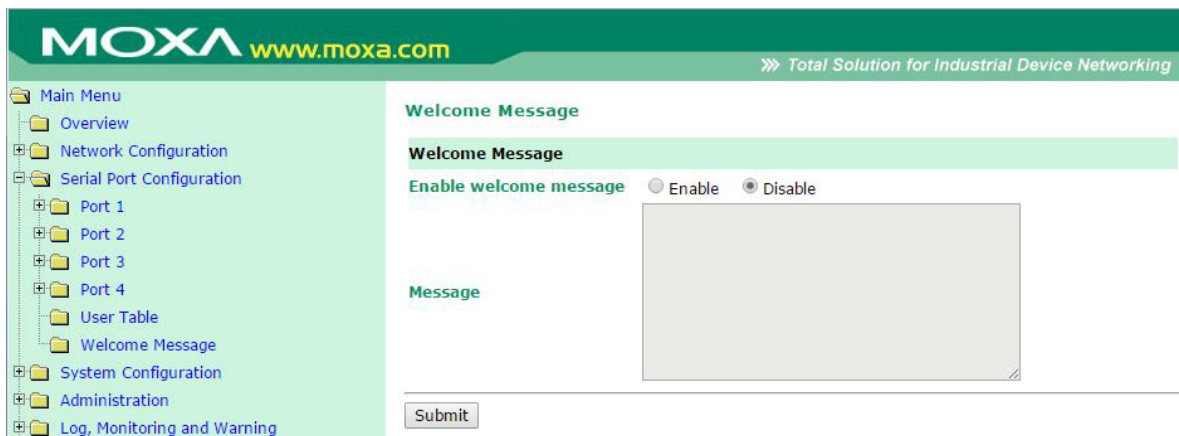 MOXA www.moxa.com
Total Solution for Industrial Device Networking
Main Menu
Overview
Network Configuration
Serial Port Configuration
Port 1
Port 2
Port 3
Port 4
User Table
Welcome Message
System Configuration
Administration
Log, Monitoring and Warning
Welcome Message
Welcome Message
Enable welcome message Enable Disable
Message
Submit